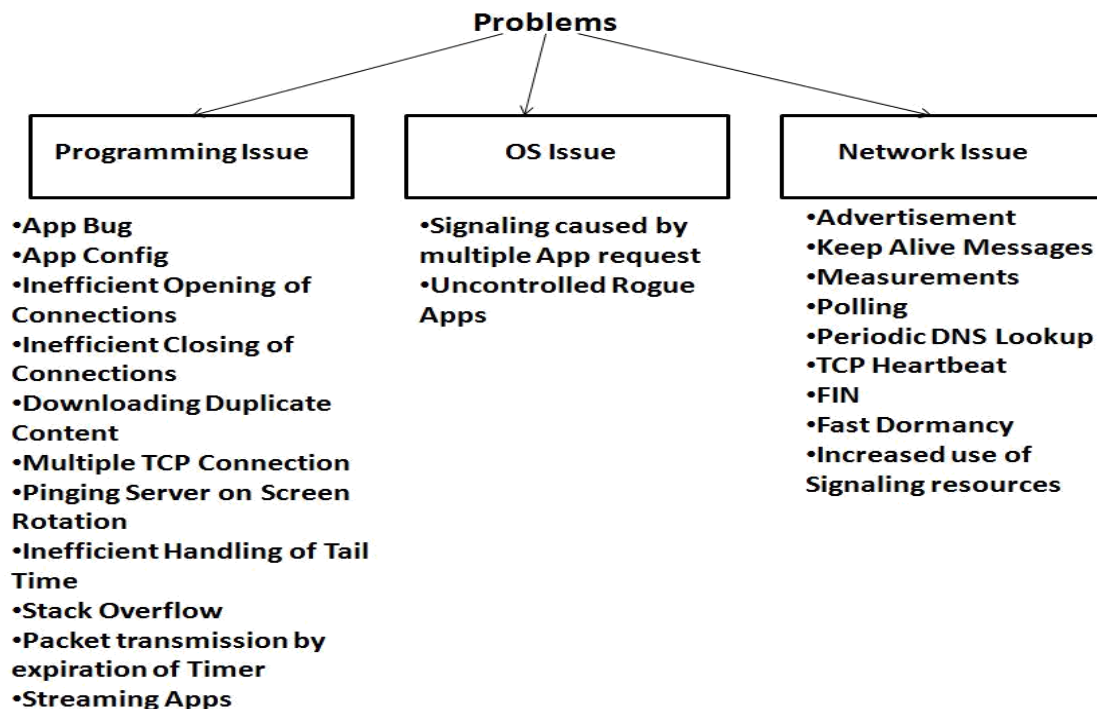 Problems
Programming Issue
•App Bug
•App Config
•Inefficient Opening of
Connections
•Inefficient Closing of
Connections
•Downloading Duplicate
Content
•Multiple TCP Connection
•Pinging Server on Screen
Rotation
•Inefficient Handling of Tail
Time
•Stack Overflow
•Packet transmission by
expiration of Timer
•Streaming Apps
OS Issue
•Signaling caused by
multiple App request
•Uncontrolled Rogue
Apps
Network Issue
•Advertisement
•Keep Alive Messages
•Measurements
•Polling
•Periodic DNS Lookup
•TCP Heartbeat
•FIN
•Fast Dormancy
•Increased use of
Signaling resources